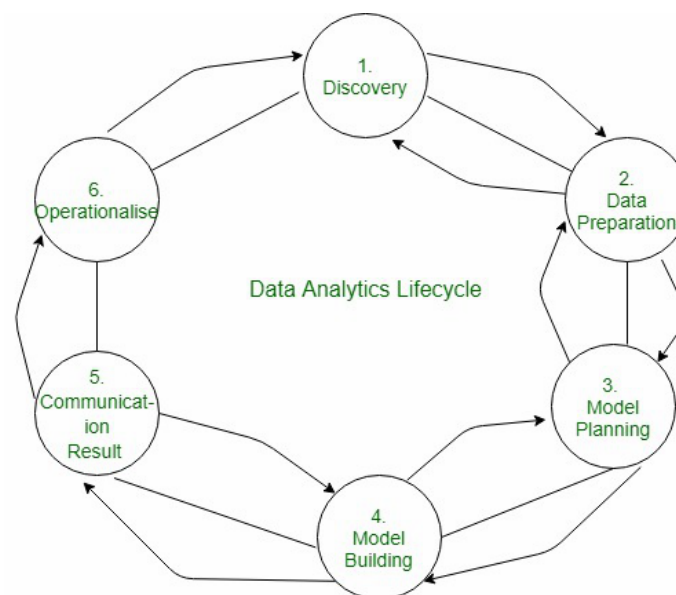 1.
Discovery
2.
Data
Preparation
3.
Model
Planning
4.
Model
Building
5.
Communicat-
ion
Result
6.
Operationalise
Data Analytics Lifecycle